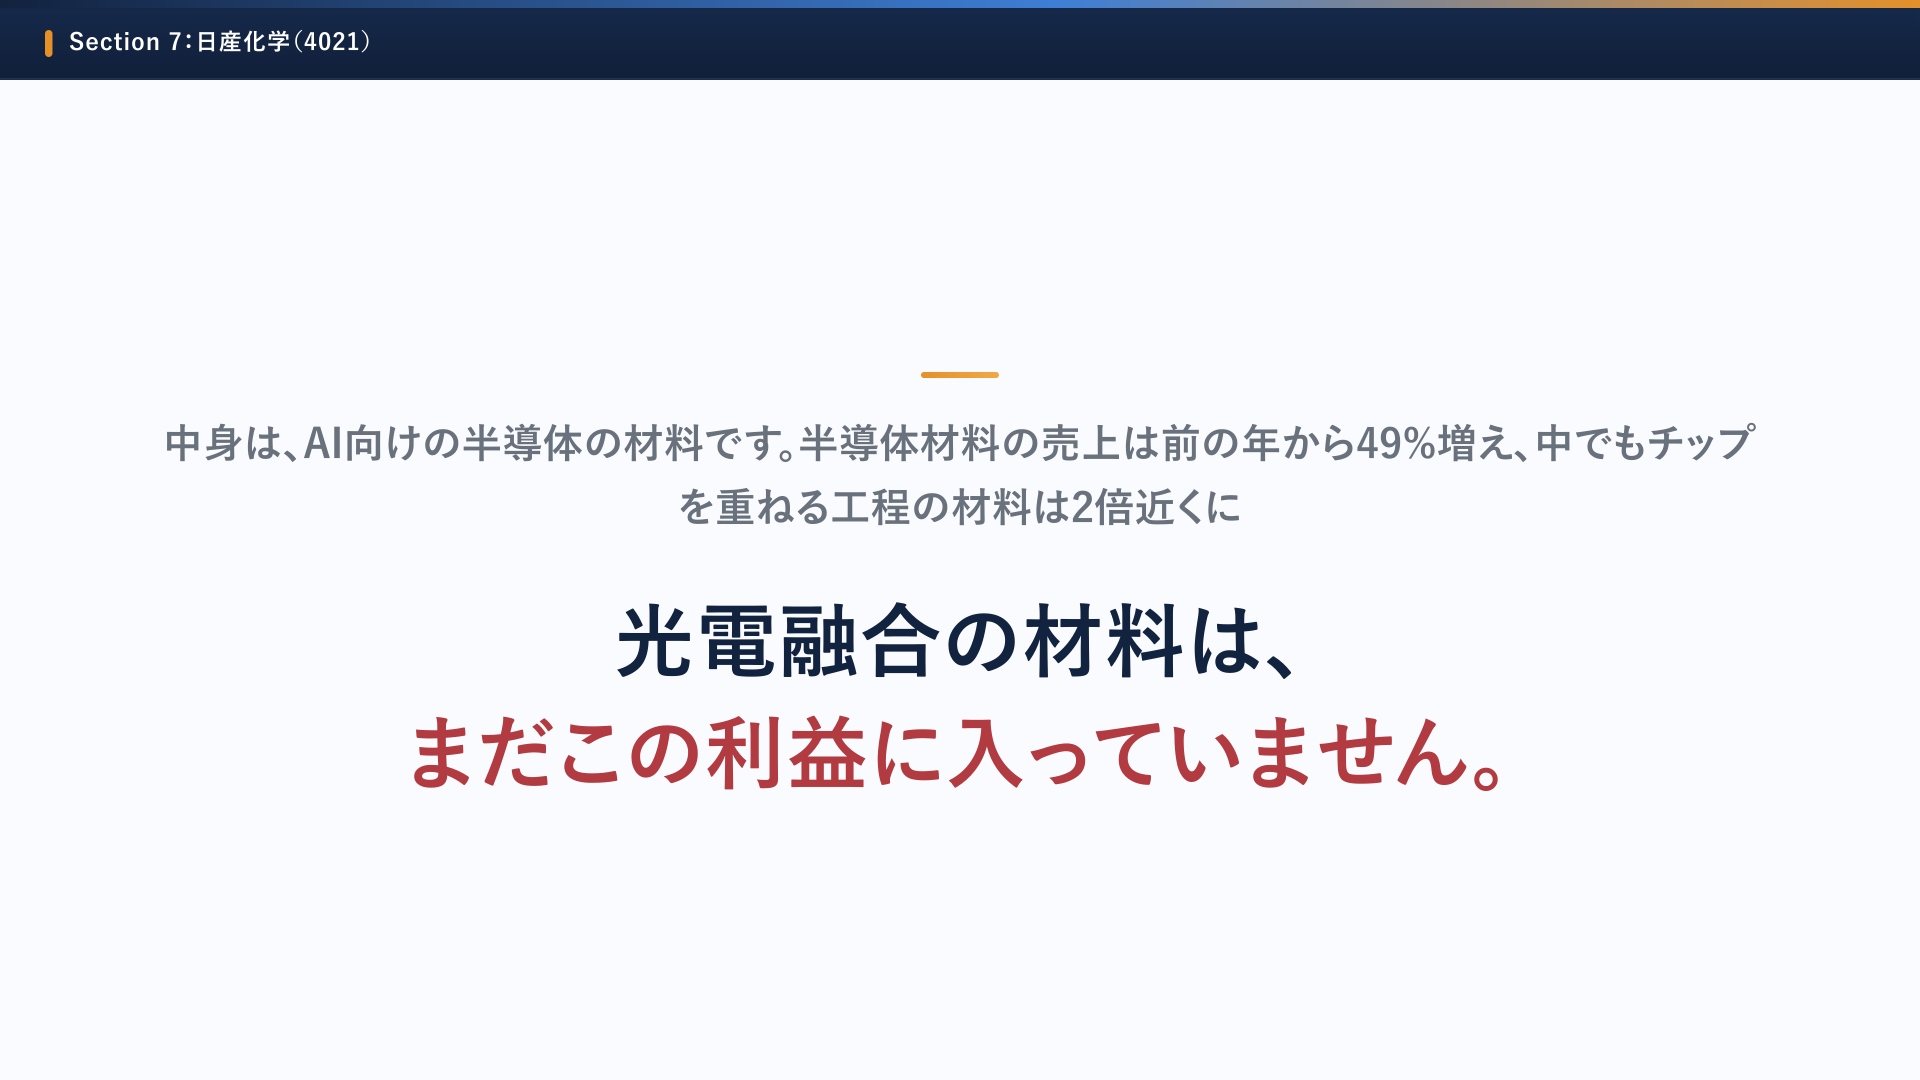 Section 7：日産化学（4021）
中身は、AI向けの半導体の材料です。半導体材料の売上は前の年から49%増え、中でもチップ
を重ねる工程の材料は2倍近くに
光電融合の材料は、
まだこの利益に入っていません。